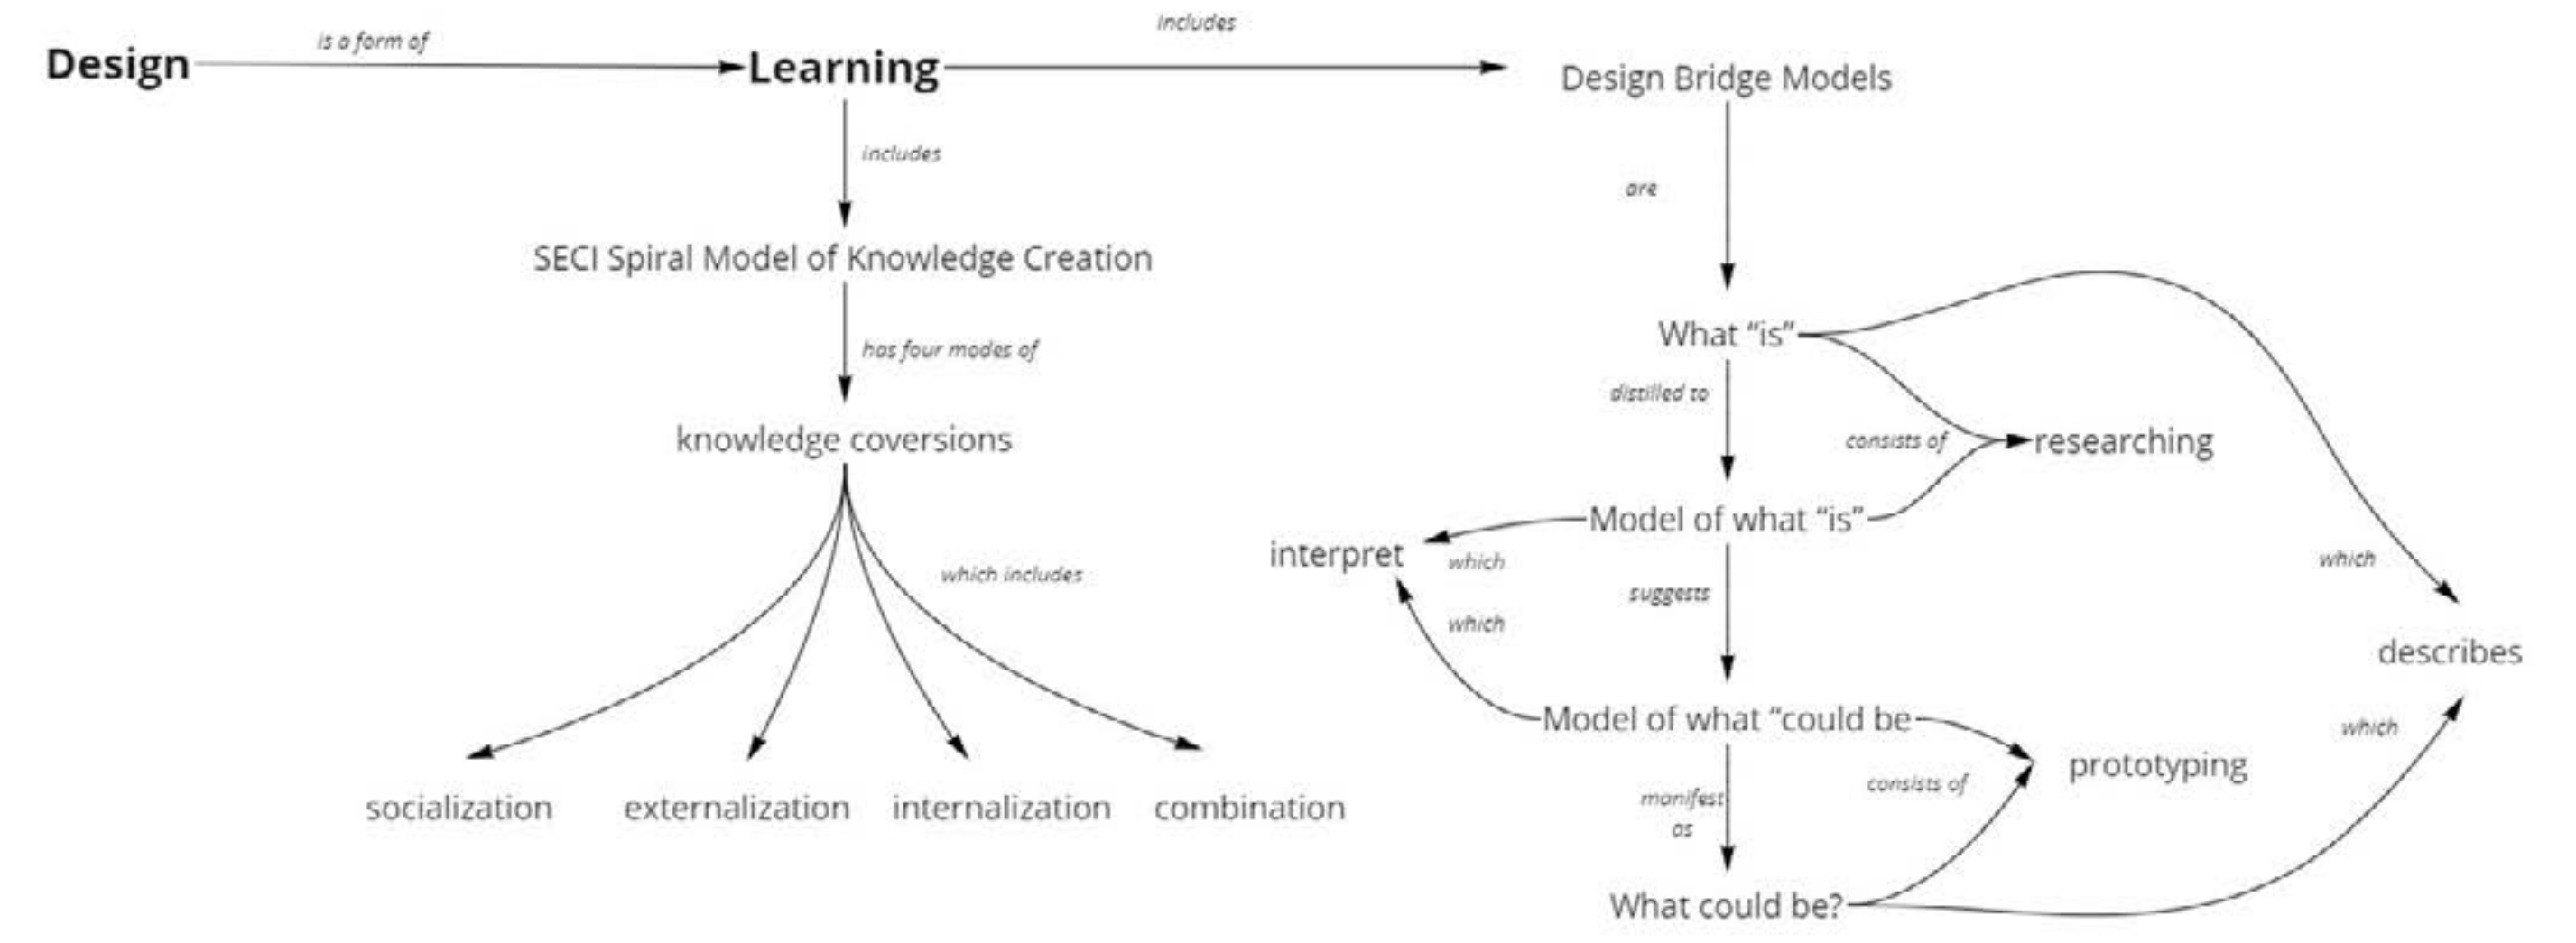 includes
is a form of
Design
Learning
Design Bridge Models
includes
are
SECI Spiral Model of Knowledge Creation
has four modes of
What “is”
distilled to
knowledge coversions
consists of
researching
Model of what “is”
interpret
which
which
which includes
suggests
which
describes
Model of what “could be
which
prototyping
consists of
manifest
as
socialization
externalization
internalization
combination
What could be?